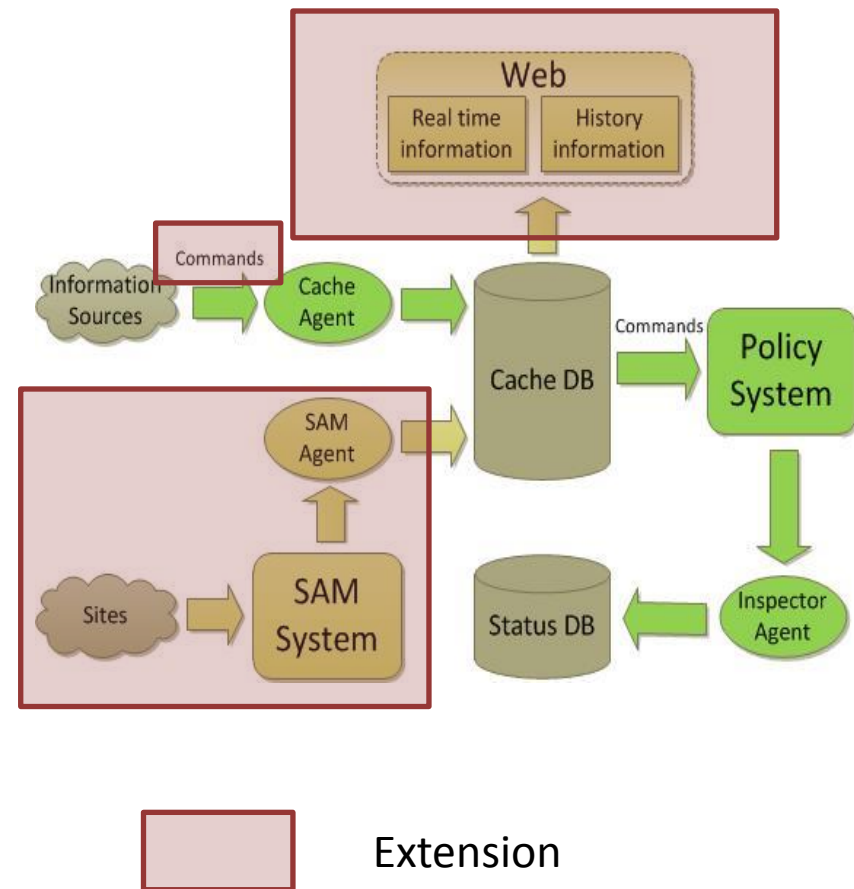 Web
Real time
information
History
information
Commands
Information
Sources
Cache
Agent
Cache DB
Commands
Policy
System
SAM
Agent
Sites
SAM
System
Status DB
Inspector
Agent
Extension